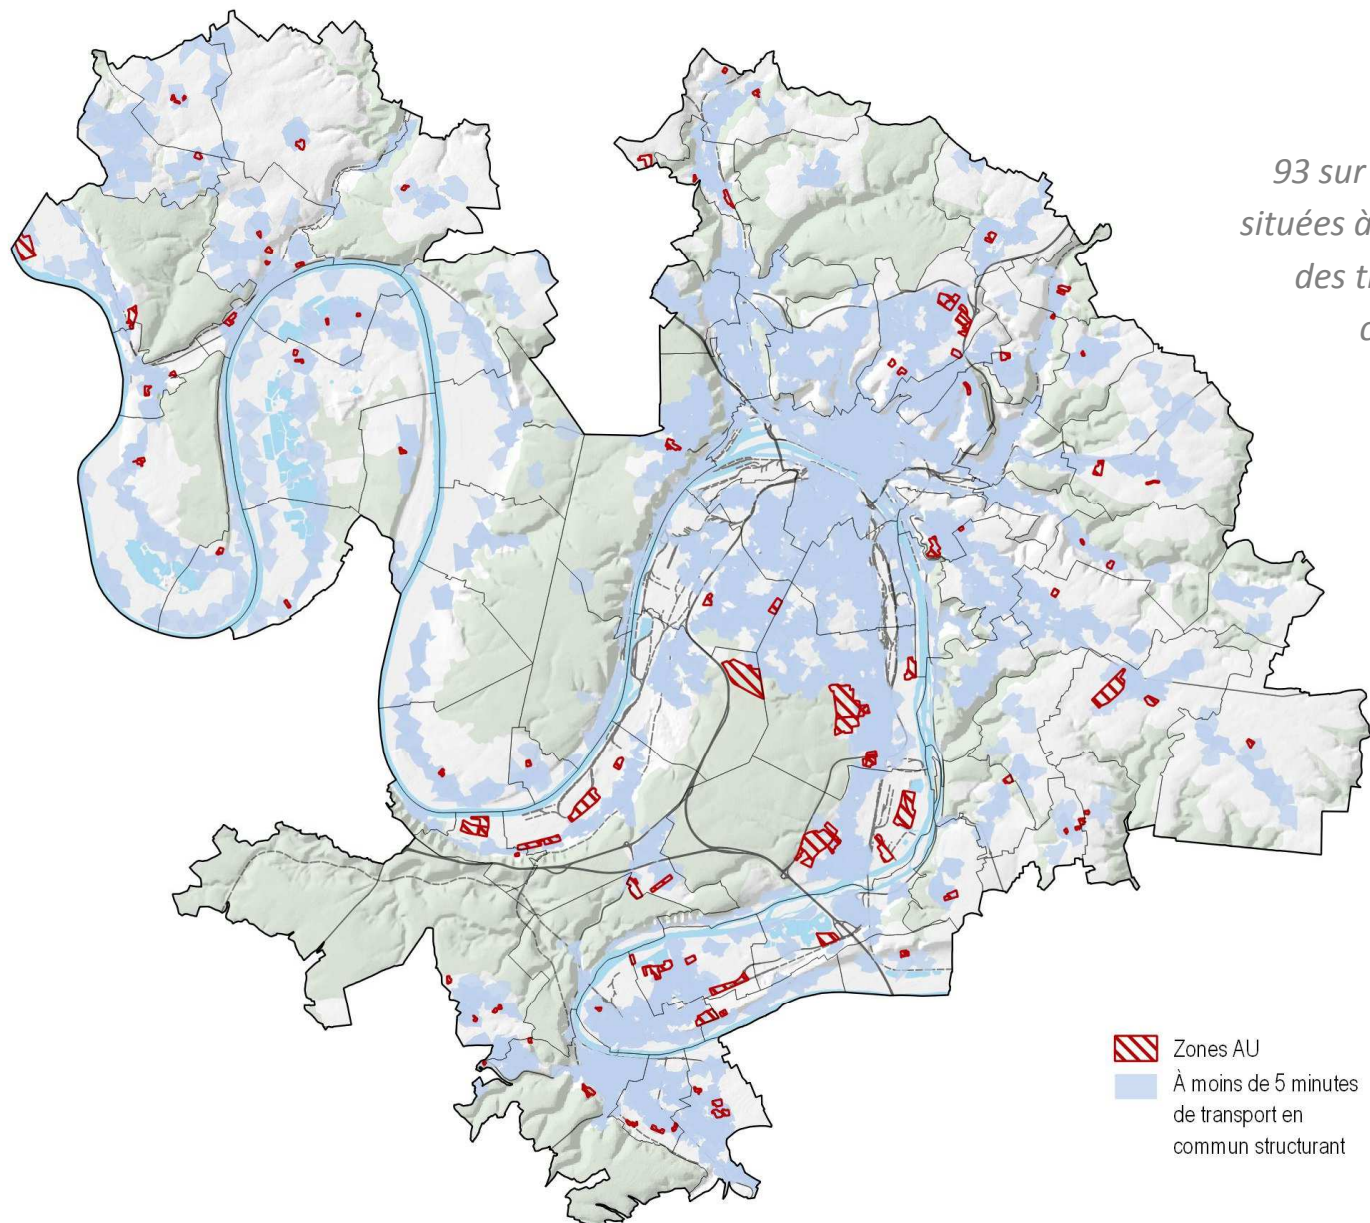 93 sur
situées à
des t
Zones AU
À moins de 5 minutes
de transport en
commun structurant